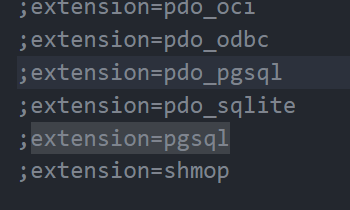 ;extension=pdo_oci
;extension=pdo_odbc
;extension=pdo_pgsql
;extension=pdo_sqlite
;extension=pgsql
;extension=shmop